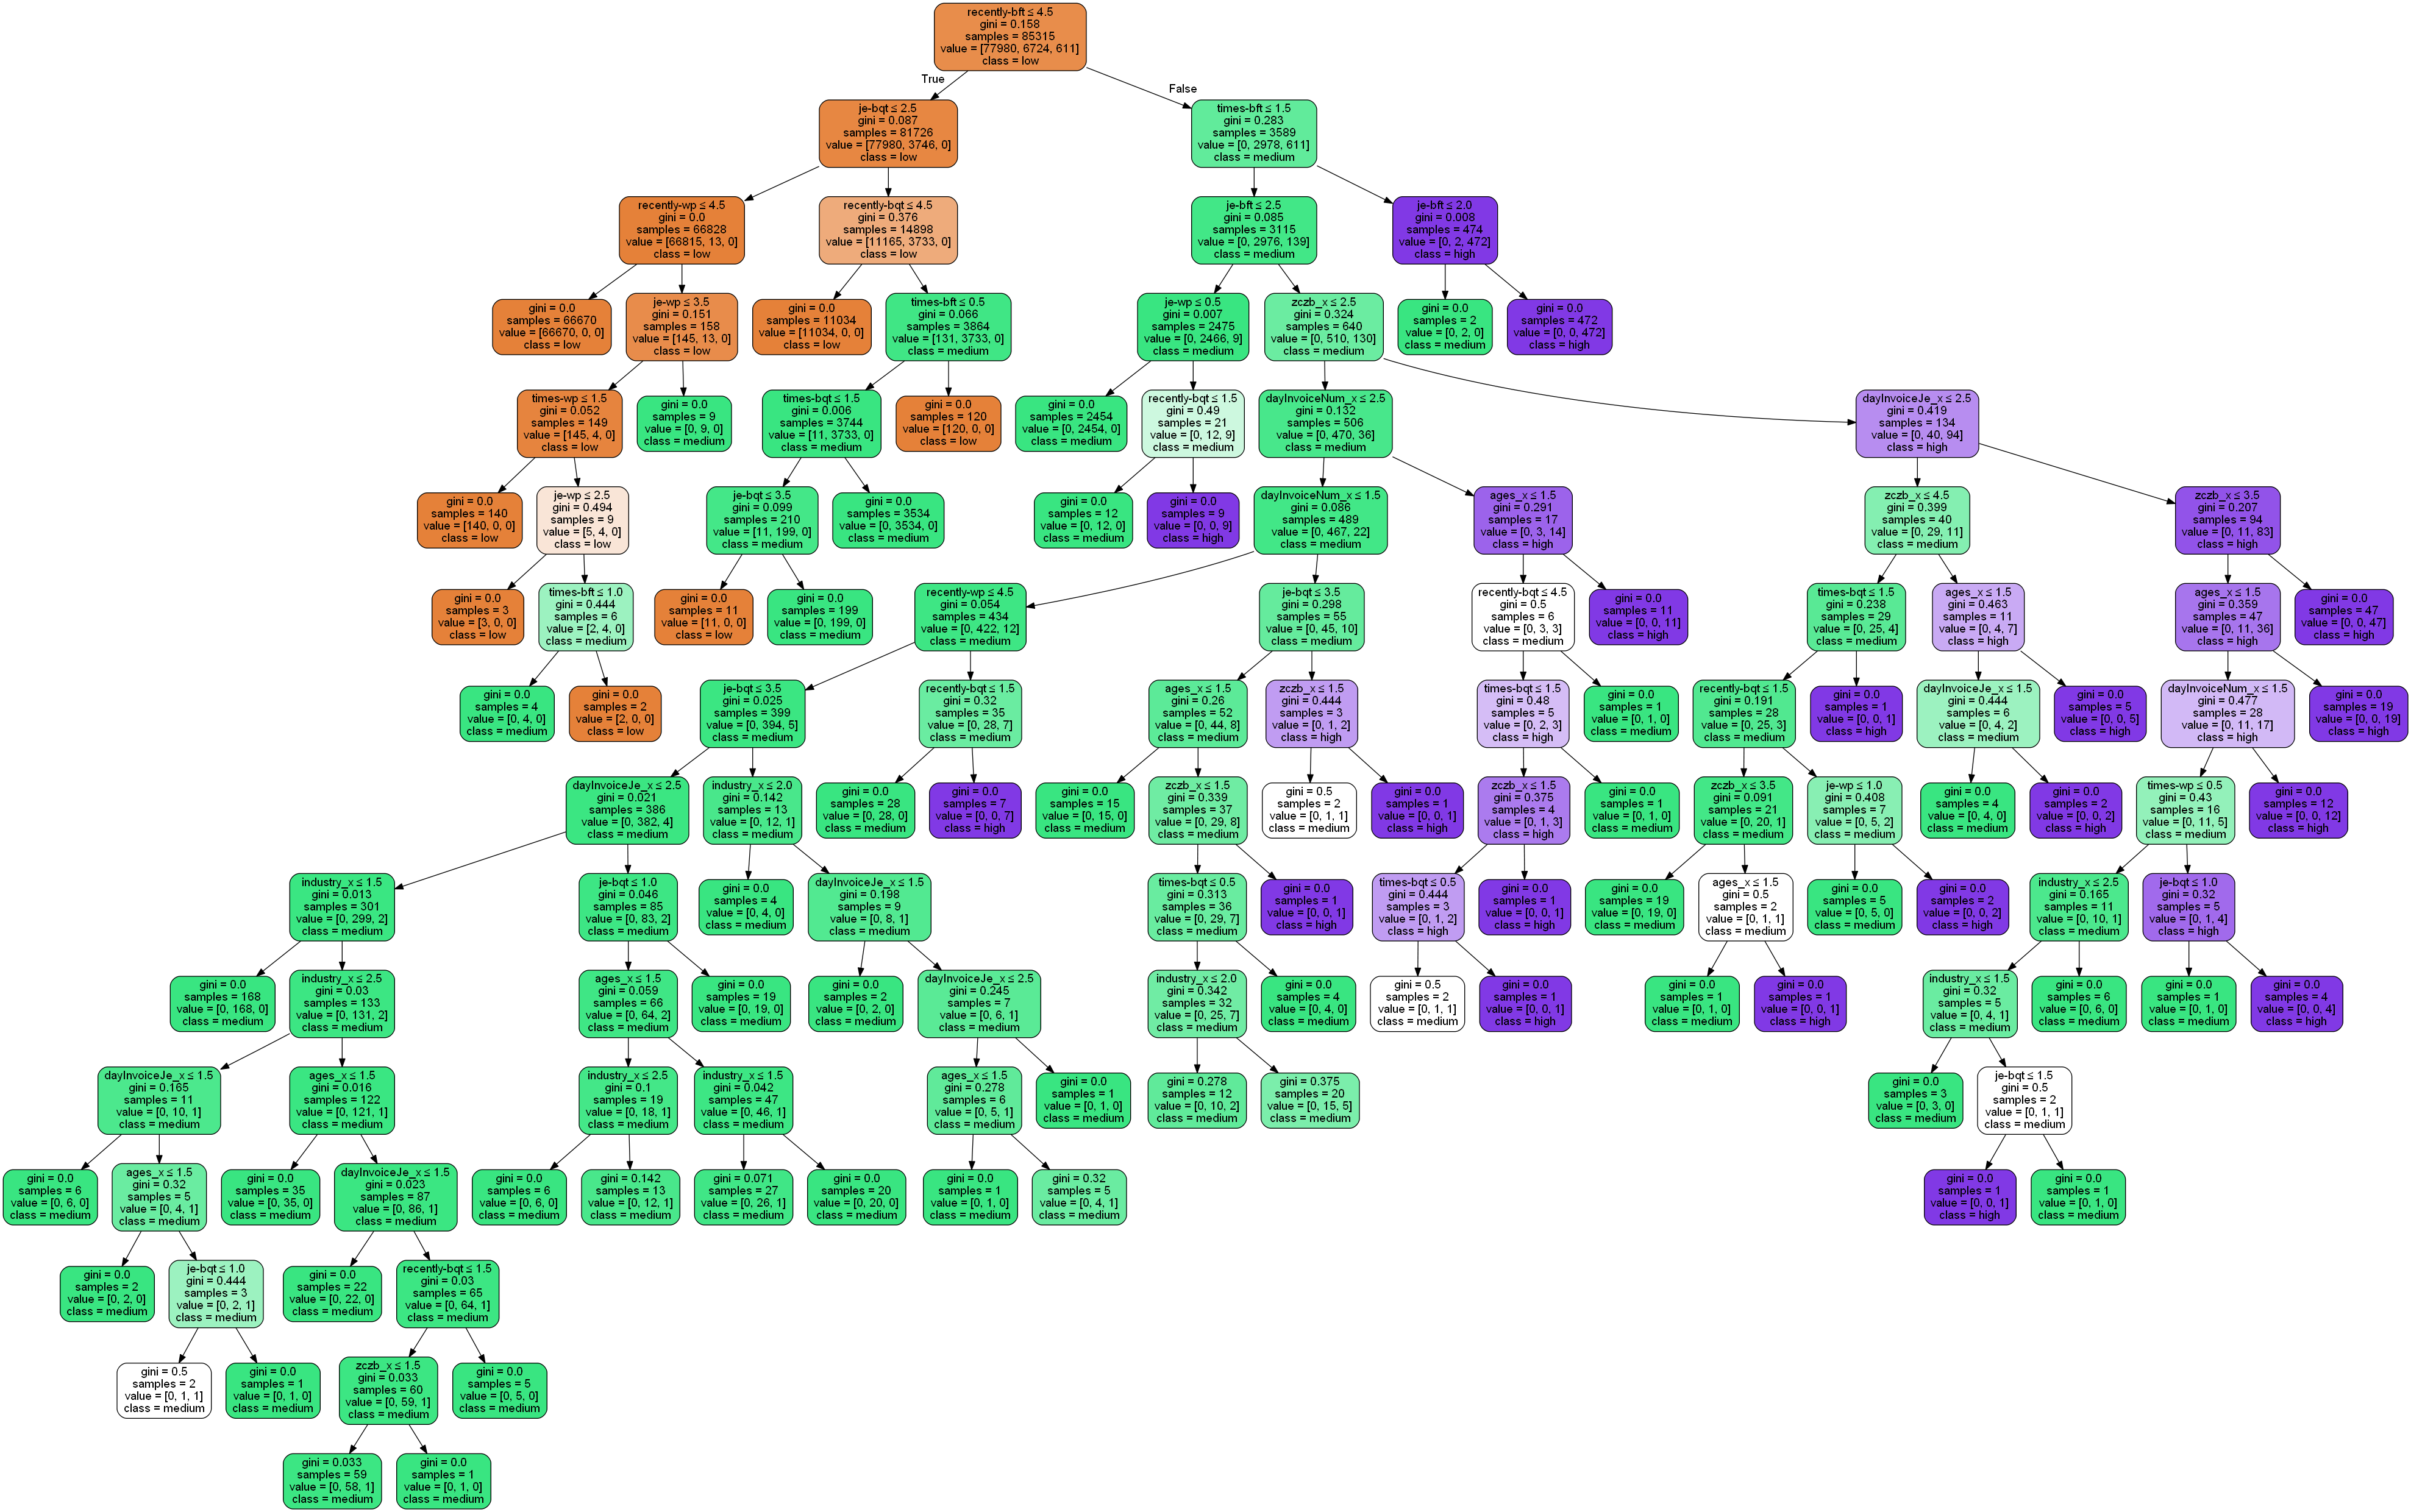 recently-bft ≤ 4.5
gini = 0.158
samples = 85315
value = [77980, 6724, 611]
class = low
True
False
je-bqt ≤ 2.5
gini = 0.087
samples = 81726
value = [77980, 3746, 0]
class = low
times-bft ≤ 1.5
gini = 0.283
samples = 3589
value = [0, 2978, 611]
class = medium
recently-wp ≤ 4.5
gini = 0.0
samples = 66828
value = [66815, 13, 0]
class = low
recently-bqt ≤ 4.5
gini = 0.376
samples = 14898
value = [11165, 3733, 0]
class = low
je-bft ≤ 2.5
gini = 0.085
samples = 3115
value = [0, 2976, 139]
class = medium
je-bft ≤ 2.0
gini = 0.008
samples = 474
value = [0, 2, 472]
class = high
gini = 0.0
samples = 66670
value = [66670, 0, 0]
class = low
je-wp ≤ 3.5
gini = 0.151
samples = 158
value = [145, 13, 0]
class = low
gini = 0.0
samples = 11034
value = [11034, 0, 0]
class = low
times-bft ≤ 0.5
gini = 0.066
samples = 3864
value = [131, 3733, 0]
class = medium
je-wp ≤ 0.5
gini = 0.007
samples = 2475
value = [0, 2466, 9]
class = medium
zczb_x ≤ 2.5
gini = 0.324
samples = 640
value = [0, 510, 130]
class = medium
gini = 0.0
samples = 2
value = [0, 2, 0]
class = medium
gini = 0.0
samples = 472
value = [0, 0, 472]
class = high
times-wp ≤ 1.5
gini = 0.052
samples = 149
value = [145, 4, 0]
class = low
gini = 0.0
samples = 9
value = [0, 9, 0]
class = medium
times-bqt ≤ 1.5
gini = 0.006
samples = 3744
value = [11, 3733, 0]
class = medium
gini = 0.0
samples = 120
value = [120, 0, 0]
class = low
gini = 0.0
samples = 2454
value = [0, 2454, 0]
class = medium
recently-bqt ≤ 1.5
gini = 0.49
samples = 21
value = [0, 12, 9]
class = medium
dayInvoiceNum_x ≤ 2.5
gini = 0.132
samples = 506
value = [0, 470, 36]
class = medium
dayInvoiceJe_x ≤ 2.5
gini = 0.419
samples = 134
value = [0, 40, 94]
class = high
gini = 0.0
samples = 140
value = [140, 0, 0]
class = low
je-wp ≤ 2.5
gini = 0.494
samples = 9
value = [5, 4, 0]
class = low
je-bqt ≤ 3.5
gini = 0.099
samples = 210
value = [11, 199, 0]
class = medium
gini = 0.0
samples = 3534
value = [0, 3534, 0]
class = medium
gini = 0.0
samples = 12
value = [0, 12, 0]
class = medium
gini = 0.0
samples = 9
value = [0, 0, 9]
class = high
dayInvoiceNum_x ≤ 1.5
gini = 0.086
samples = 489
value = [0, 467, 22]
class = medium
ages_x ≤ 1.5
gini = 0.291
samples = 17
value = [0, 3, 14]
class = high
zczb_x ≤ 4.5
gini = 0.399
samples = 40
value = [0, 29, 11]
class = medium
zczb_x ≤ 3.5
gini = 0.207
samples = 94
value = [0, 11, 83]
class = high
gini = 0.0
samples = 3
value = [3, 0, 0]
class = low
times-bft ≤ 1.0
gini = 0.444
samples = 6
value = [2, 4, 0]
class = medium
gini = 0.0
samples = 11
value = [11, 0, 0]
class = low
gini = 0.0
samples = 199
value = [0, 199, 0]
class = medium
recently-wp ≤ 4.5
gini = 0.054
samples = 434
value = [0, 422, 12]
class = medium
je-bqt ≤ 3.5
gini = 0.298
samples = 55
value = [0, 45, 10]
class = medium
recently-bqt ≤ 4.5
gini = 0.5
samples = 6
value = [0, 3, 3]
class = medium
gini = 0.0
samples = 11
value = [0, 0, 11]
class = high
times-bqt ≤ 1.5
gini = 0.238
samples = 29
value = [0, 25, 4]
class = medium
ages_x ≤ 1.5
gini = 0.463
samples = 11
value = [0, 4, 7]
class = high
ages_x ≤ 1.5
gini = 0.359
samples = 47
value = [0, 11, 36]
class = high
gini = 0.0
samples = 47
value = [0, 0, 47]
class = high
gini = 0.0
samples = 4
value = [0, 4, 0]
class = medium
gini = 0.0
samples = 2
value = [2, 0, 0]
class = low
je-bqt ≤ 3.5
gini = 0.025
samples = 399
value = [0, 394, 5]
class = medium
recently-bqt ≤ 1.5
gini = 0.32
samples = 35
value = [0, 28, 7]
class = medium
ages_x ≤ 1.5
gini = 0.26
samples = 52
value = [0, 44, 8]
class = medium
zczb_x ≤ 1.5
gini = 0.444
samples = 3
value = [0, 1, 2]
class = high
times-bqt ≤ 1.5
gini = 0.48
samples = 5
value = [0, 2, 3]
class = high
gini = 0.0
samples = 1
value = [0, 1, 0]
class = medium
recently-bqt ≤ 1.5
gini = 0.191
samples = 28
value = [0, 25, 3]
class = medium
gini = 0.0
samples = 1
value = [0, 0, 1]
class = high
dayInvoiceJe_x ≤ 1.5
gini = 0.444
samples = 6
value = [0, 4, 2]
class = medium
gini = 0.0
samples = 5
value = [0, 0, 5]
class = high
dayInvoiceNum_x ≤ 1.5
gini = 0.477
samples = 28
value = [0, 11, 17]
class = high
gini = 0.0
samples = 19
value = [0, 0, 19]
class = high
dayInvoiceJe_x ≤ 2.5
gini = 0.021
samples = 386
value = [0, 382, 4]
class = medium
industry_x ≤ 2.0
gini = 0.142
samples = 13
value = [0, 12, 1]
class = medium
gini = 0.0
samples = 28
value = [0, 28, 0]
class = medium
gini = 0.0
samples = 7
value = [0, 0, 7]
class = high
gini = 0.0
samples = 15
value = [0, 15, 0]
class = medium
zczb_x ≤ 1.5
gini = 0.339
samples = 37
value = [0, 29, 8]
class = medium
gini = 0.5
samples = 2
value = [0, 1, 1]
class = medium
gini = 0.0
samples = 1
value = [0, 0, 1]
class = high
zczb_x ≤ 1.5
gini = 0.375
samples = 4
value = [0, 1, 3]
class = high
gini = 0.0
samples = 1
value = [0, 1, 0]
class = medium
zczb_x ≤ 3.5
gini = 0.091
samples = 21
value = [0, 20, 1]
class = medium
je-wp ≤ 1.0
gini = 0.408
samples = 7
value = [0, 5, 2]
class = medium
gini = 0.0
samples = 4
value = [0, 4, 0]
class = medium
gini = 0.0
samples = 2
value = [0, 0, 2]
class = high
times-wp ≤ 0.5
gini = 0.43
samples = 16
value = [0, 11, 5]
class = medium
gini = 0.0
samples = 12
value = [0, 0, 12]
class = high
industry_x ≤ 1.5
gini = 0.013
samples = 301
value = [0, 299, 2]
class = medium
je-bqt ≤ 1.0
gini = 0.046
samples = 85
value = [0, 83, 2]
class = medium
gini = 0.0
samples = 4
value = [0, 4, 0]
class = medium
dayInvoiceJe_x ≤ 1.5
gini = 0.198
samples = 9
value = [0, 8, 1]
class = medium
times-bqt ≤ 0.5
gini = 0.313
samples = 36
value = [0, 29, 7]
class = medium
gini = 0.0
samples = 1
value = [0, 0, 1]
class = high
times-bqt ≤ 0.5
gini = 0.444
samples = 3
value = [0, 1, 2]
class = high
gini = 0.0
samples = 1
value = [0, 0, 1]
class = high
gini = 0.0
samples = 19
value = [0, 19, 0]
class = medium
ages_x ≤ 1.5
gini = 0.5
samples = 2
value = [0, 1, 1]
class = medium
gini = 0.0
samples = 5
value = [0, 5, 0]
class = medium
gini = 0.0
samples = 2
value = [0, 0, 2]
class = high
industry_x ≤ 2.5
gini = 0.165
samples = 11
value = [0, 10, 1]
class = medium
je-bqt ≤ 1.0
gini = 0.32
samples = 5
value = [0, 1, 4]
class = high
gini = 0.0
samples = 168
value = [0, 168, 0]
class = medium
industry_x ≤ 2.5
gini = 0.03
samples = 133
value = [0, 131, 2]
class = medium
ages_x ≤ 1.5
gini = 0.059
samples = 66
value = [0, 64, 2]
class = medium
gini = 0.0
samples = 19
value = [0, 19, 0]
class = medium
gini = 0.0
samples = 2
value = [0, 2, 0]
class = medium
dayInvoiceJe_x ≤ 2.5
gini = 0.245
samples = 7
value = [0, 6, 1]
class = medium
industry_x ≤ 2.0
gini = 0.342
samples = 32
value = [0, 25, 7]
class = medium
gini = 0.0
samples = 4
value = [0, 4, 0]
class = medium
gini = 0.5
samples = 2
value = [0, 1, 1]
class = medium
gini = 0.0
samples = 1
value = [0, 0, 1]
class = high
gini = 0.0
samples = 1
value = [0, 1, 0]
class = medium
gini = 0.0
samples = 1
value = [0, 0, 1]
class = high
industry_x ≤ 1.5
gini = 0.32
samples = 5
value = [0, 4, 1]
class = medium
gini = 0.0
samples = 6
value = [0, 6, 0]
class = medium
gini = 0.0
samples = 1
value = [0, 1, 0]
class = medium
gini = 0.0
samples = 4
value = [0, 0, 4]
class = high
dayInvoiceJe_x ≤ 1.5
gini = 0.165
samples = 11
value = [0, 10, 1]
class = medium
ages_x ≤ 1.5
gini = 0.016
samples = 122
value = [0, 121, 1]
class = medium
industry_x ≤ 2.5
gini = 0.1
samples = 19
value = [0, 18, 1]
class = medium
industry_x ≤ 1.5
gini = 0.042
samples = 47
value = [0, 46, 1]
class = medium
ages_x ≤ 1.5
gini = 0.278
samples = 6
value = [0, 5, 1]
class = medium
gini = 0.0
samples = 1
value = [0, 1, 0]
class = medium
gini = 0.278
samples = 12
value = [0, 10, 2]
class = medium
gini = 0.375
samples = 20
value = [0, 15, 5]
class = medium
gini = 0.0
samples = 3
value = [0, 3, 0]
class = medium
je-bqt ≤ 1.5
gini = 0.5
samples = 2
value = [0, 1, 1]
class = medium
gini = 0.0
samples = 6
value = [0, 6, 0]
class = medium
ages_x ≤ 1.5
gini = 0.32
samples = 5
value = [0, 4, 1]
class = medium
gini = 0.0
samples = 35
value = [0, 35, 0]
class = medium
dayInvoiceJe_x ≤ 1.5
gini = 0.023
samples = 87
value = [0, 86, 1]
class = medium
gini = 0.0
samples = 6
value = [0, 6, 0]
class = medium
gini = 0.142
samples = 13
value = [0, 12, 1]
class = medium
gini = 0.071
samples = 27
value = [0, 26, 1]
class = medium
gini = 0.0
samples = 20
value = [0, 20, 0]
class = medium
gini = 0.0
samples = 1
value = [0, 1, 0]
class = medium
gini = 0.32
samples = 5
value = [0, 4, 1]
class = medium
gini = 0.0
samples = 1
value = [0, 0, 1]
class = high
gini = 0.0
samples = 1
value = [0, 1, 0]
class = medium
gini = 0.0
samples = 2
value = [0, 2, 0]
class = medium
je-bqt ≤ 1.0
gini = 0.444
samples = 3
value = [0, 2, 1]
class = medium
gini = 0.0
samples = 22
value = [0, 22, 0]
class = medium
recently-bqt ≤ 1.5
gini = 0.03
samples = 65
value = [0, 64, 1]
class = medium
gini = 0.5
samples = 2
value = [0, 1, 1]
class = medium
gini = 0.0
samples = 1
value = [0, 1, 0]
class = medium
zczb_x ≤ 1.5
gini = 0.033
samples = 60
value = [0, 59, 1]
class = medium
gini = 0.0
samples = 5
value = [0, 5, 0]
class = medium
gini = 0.033
samples = 59
value = [0, 58, 1]
class = medium
gini = 0.0
samples = 1
value = [0, 1, 0]
class = medium